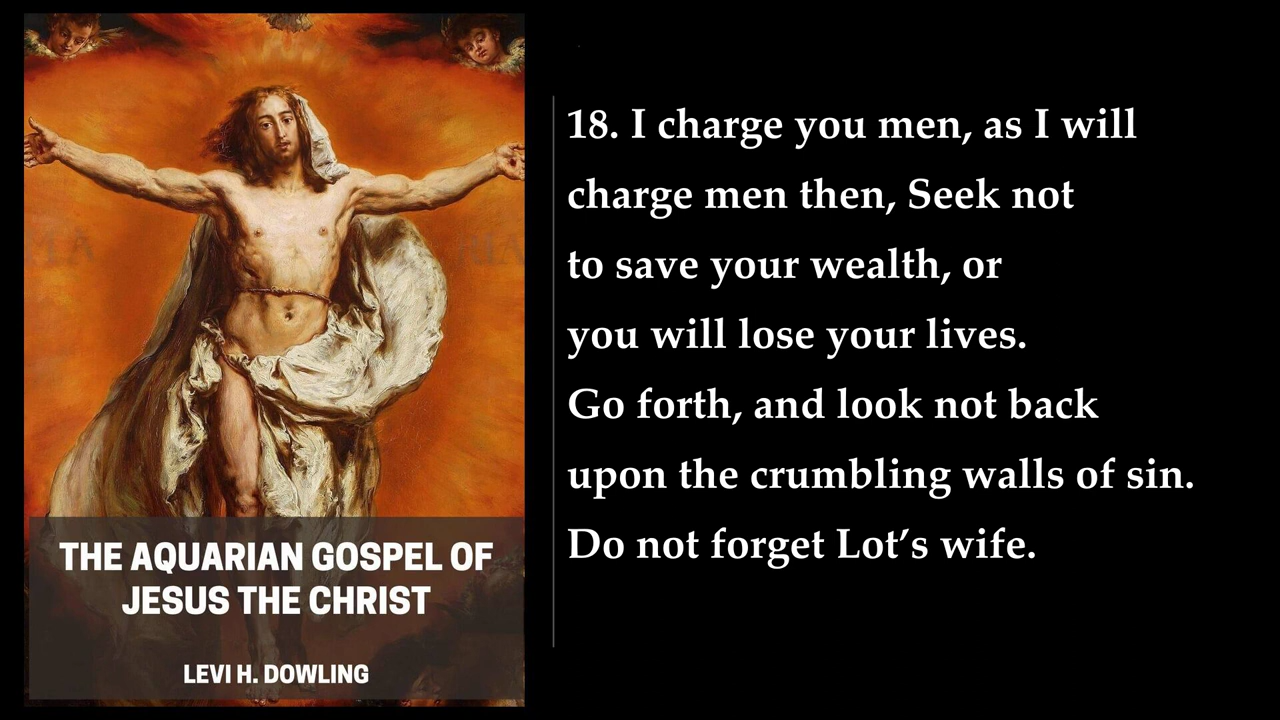 THE AQUARIAN GOSPEL OF
JESUS THE CHRIST
LEVI H. DOWLING
18. I charge you men, as I will
charge men then, Seek not
to save your wealth, or
you will lose your lives.
Go forth, and look not back
upon the crumbling walls of sin.
Do not forget Lot’s wife.